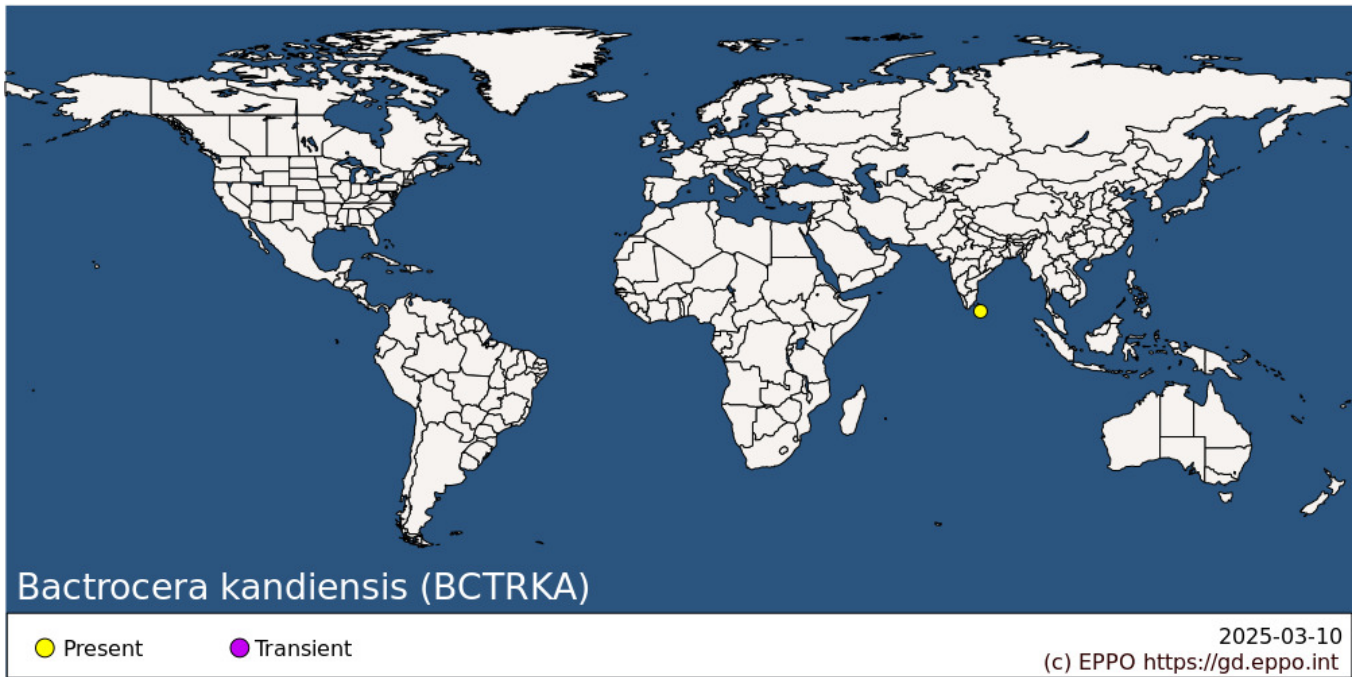 Bactrocera kandiensis (BCTRKA)
Present
Transient
2025-03-10
(c) EPPO https://gd.eppo.int